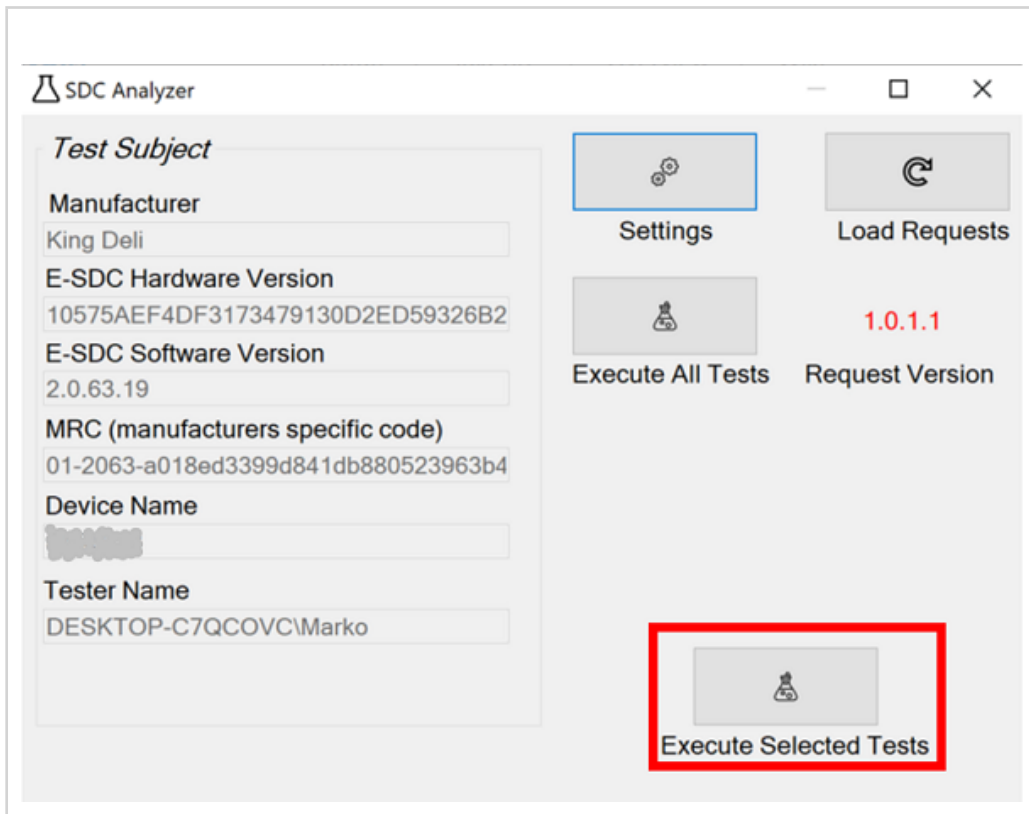 SDC Analyzer
Test Subject
Manufacturer
King Deli
E-SDC Hardware Version
10575AEF4DF3173479130D2ED59326B2
E-SDC Software Version
2.0.63.19
MRC (manufacturers specific code)
01-2063-a018ed3399d841db880523963b4
Device Name
Tester Name
DESKTOP-C7QCOVC\Marko
Settings
Load Requests
Execute All Tests
1.0.1.1
Request Version
Execute Selected Tests